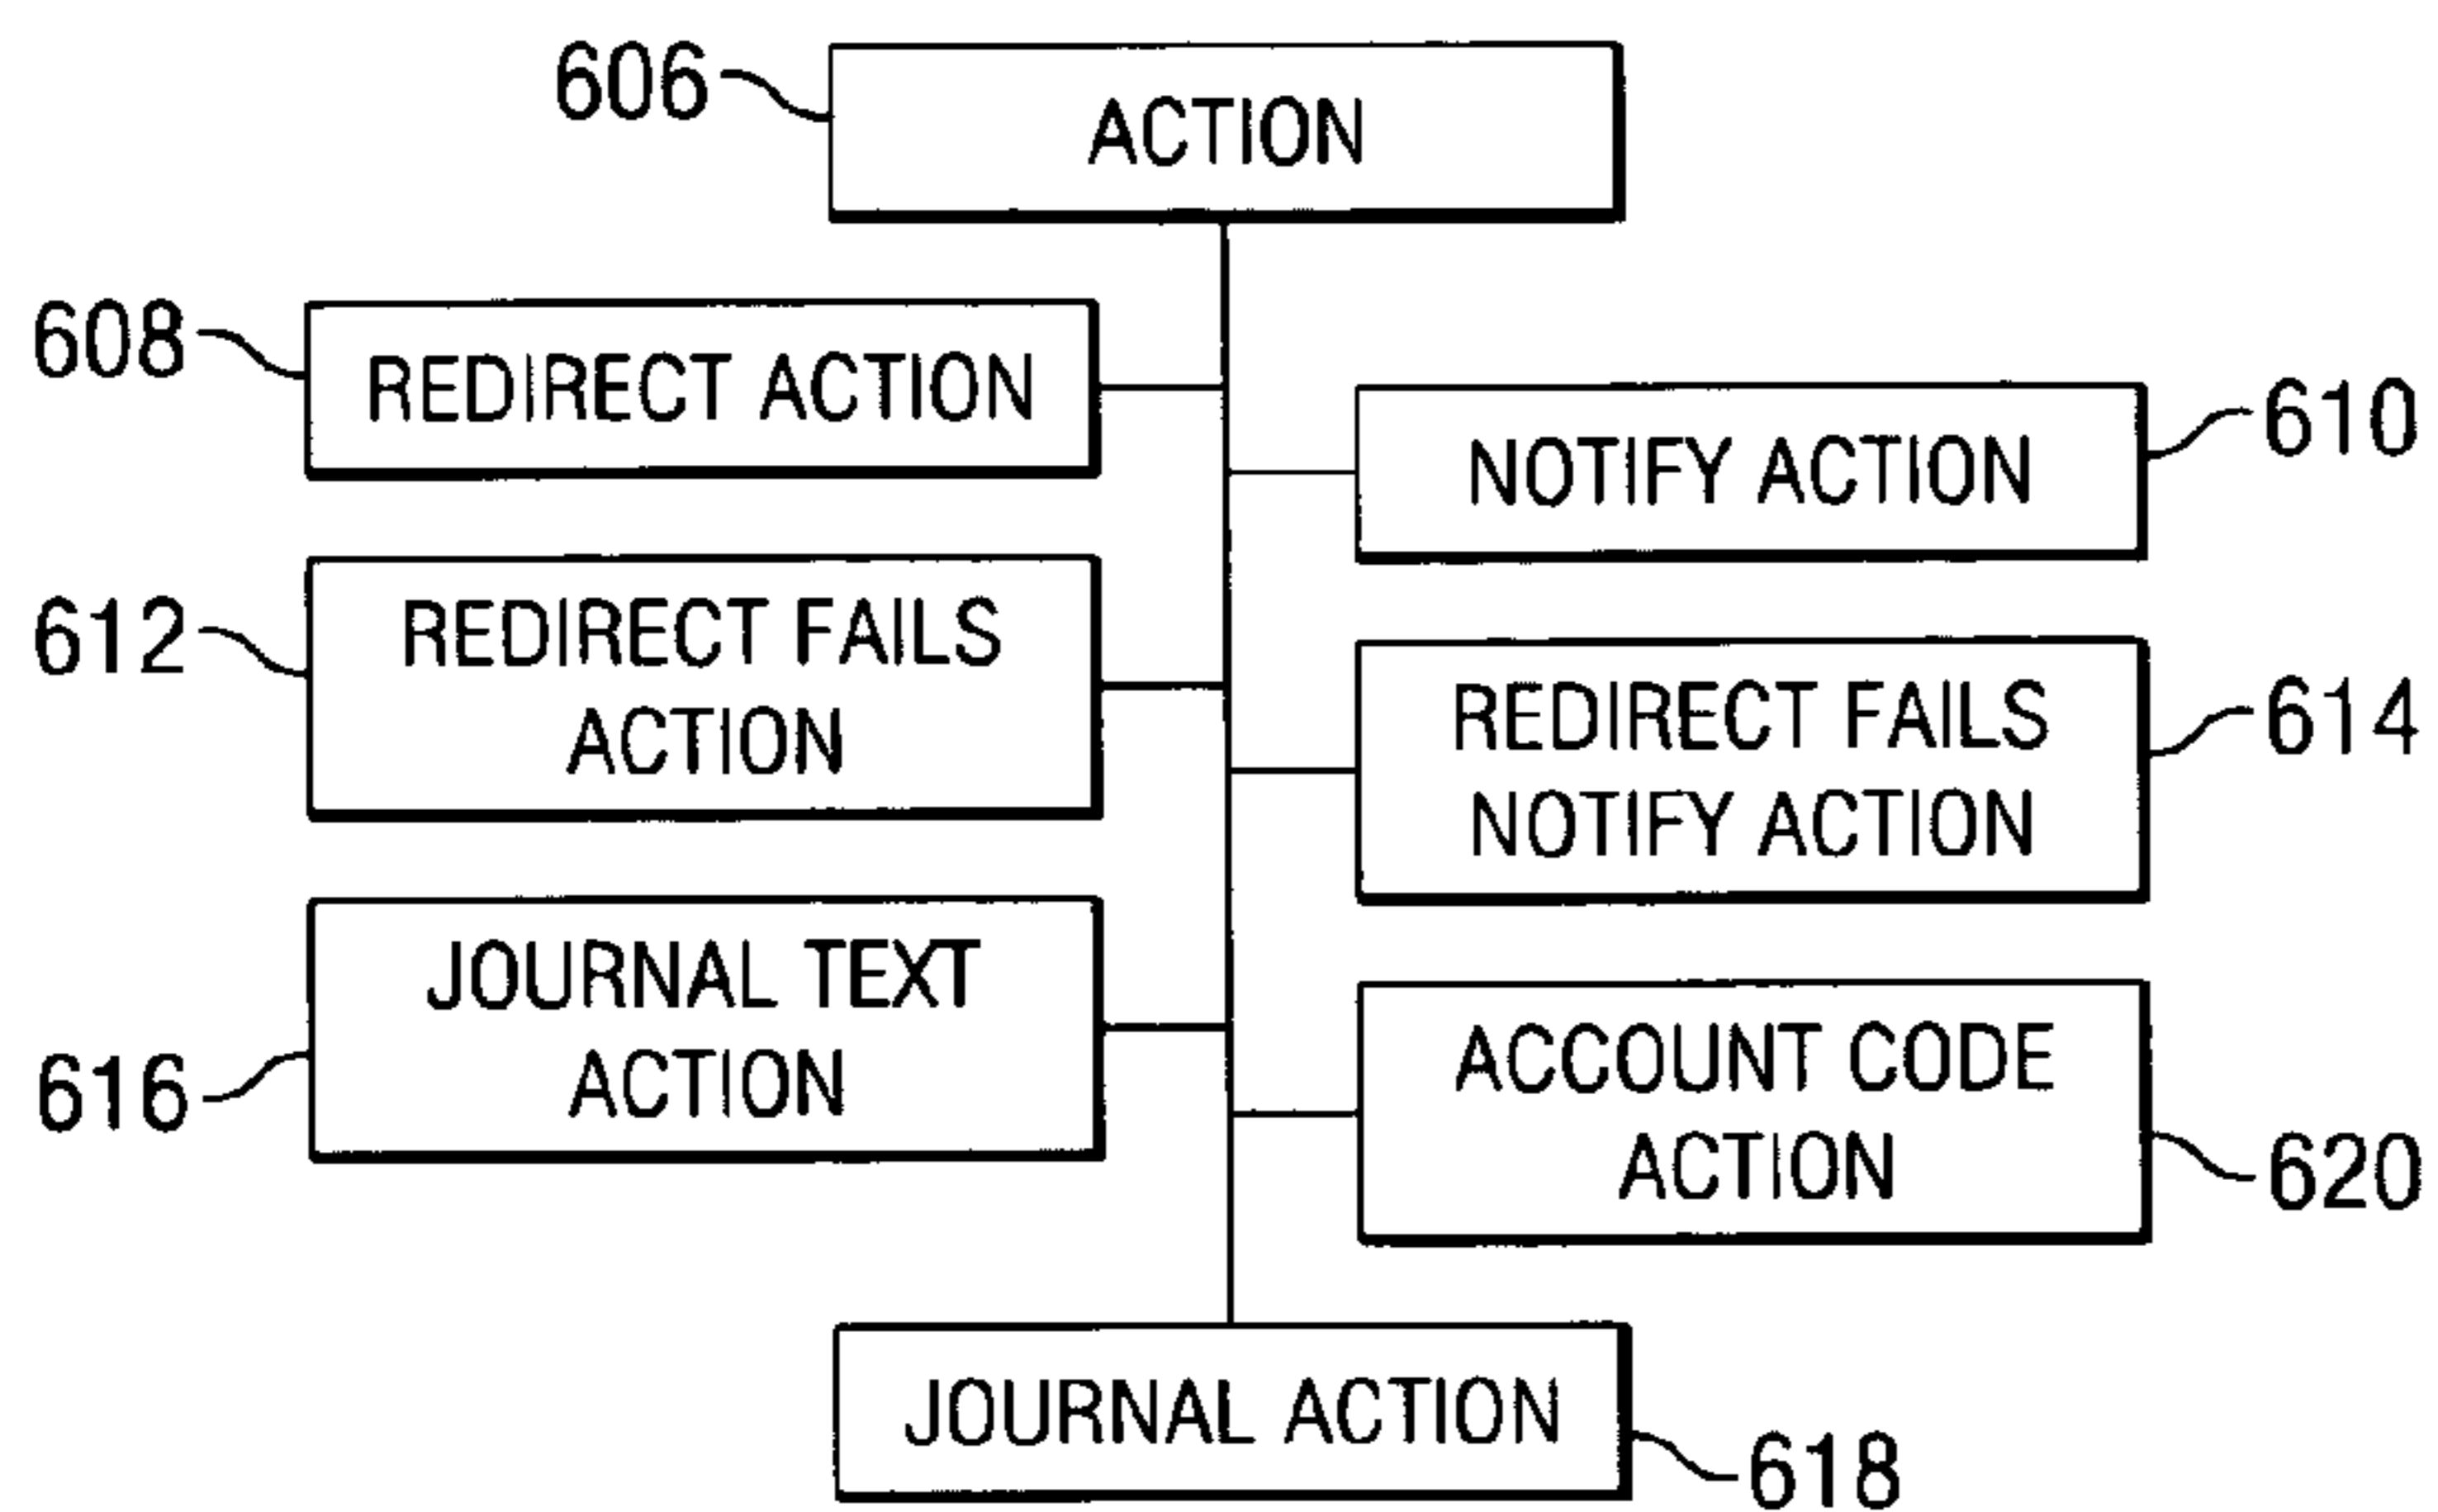 606
ACTION
608
REDIRECT ACTION
NOTIFY ACTION
610
612
REDIRECT FAILS
ACTION
REDIRECT FAILS
NOTIFY ACTION
614
JOURNAL TEXT
ACTION
616
ACCOUNT CODE
ACTION
620
JOURNAL ACTION
618